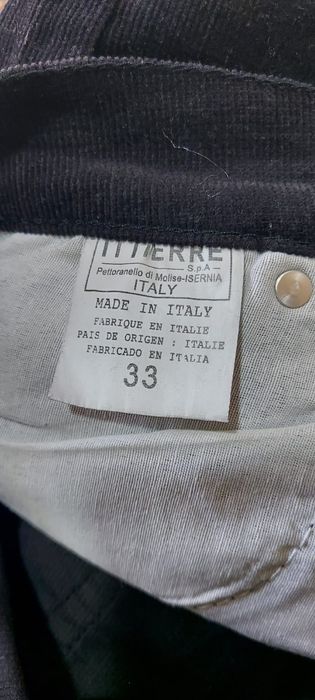 ITTIERRE
S.p.A
Pettoranello di Molise-ISERNIA
ITALY
MADE IN ITALY
FABRIQUE EN ITALIE
PAIS DE ORIGEN : ITALIE
FABRICADO EN ITALIA
33